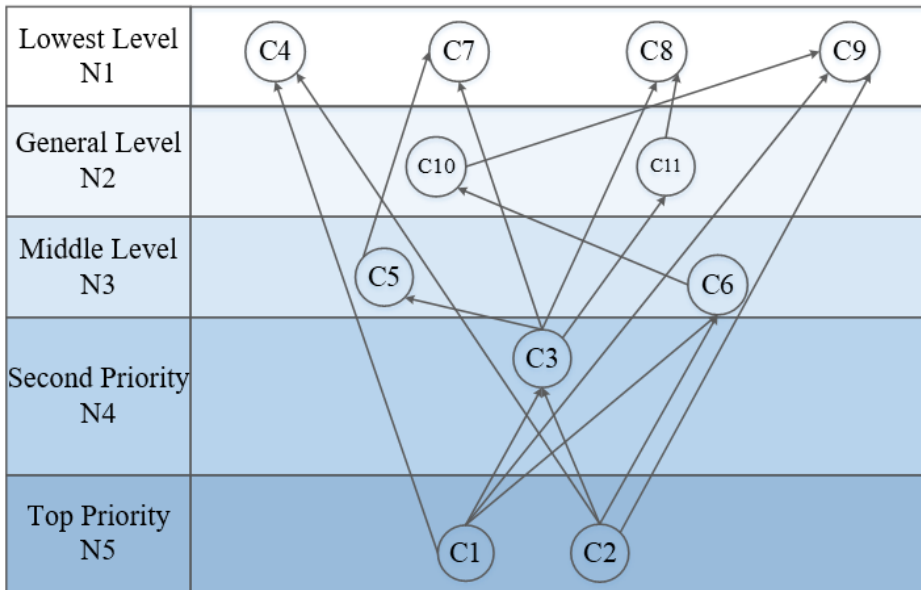 Lowest Level
N1
C4
C7
C8
C9
General Level
N2
C10
C11
Middle Level
N3
C5
C6
Second Priority
N4
C3
Top Priority
N5
C1
C2